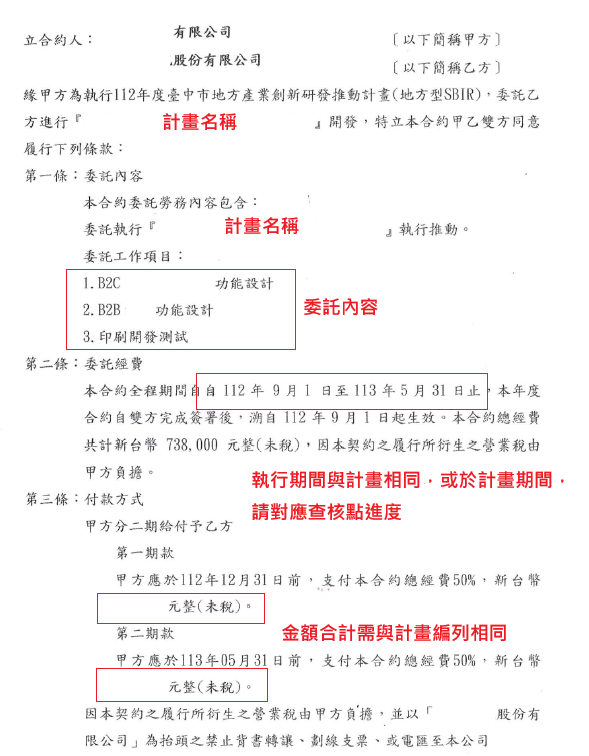 立合約人： 有限公司 〔以下簡稱甲方〕
.股份有限公司 〔以下簡稱乙方〕
緣甲方為執行112年度臺中市地方產業創新研發推動計畫(地方型SBIR)，委託乙
方進行『 計畫名稱 』開發，特立本合約甲乙雙方同意
履行下列條款：
第一條：委託內容
本合約委託勞務內容包含：
委託執行『 計畫名稱 』執行推動。
委託工作項目：
1.B2C 功能設計
2.B2B 功能設計
委託內容
3.印刷開發測試
第二條：委託經費
本合約全程期間自自 112 年 9 月 1 日至 113 年 5 月 31 日止，本年度
合約自雙方完成簽署後，溯自 112 年 9 月 1 日起生效。本合約總經費
共計新台幣 738,000 元整(未稅)，因本契約之履行所衍生之營業稅由
甲方負擔。
執行期間與計畫相同，或於計畫期間，
第三條：付款方式
請對應查核點進度
甲方分二期給付予乙方
第一期款
甲方應於112年12月31日前，支付本合約總經費50%，新台幣
元整(未稅)。
第二期款
金額合計需與計畫編列相同
甲方應於113年05月31日前，支付本合約總經費50%，新台幣
元整(未稅)。
因本契約之履行所衍生之營業稅由甲方負擔，並以「 股份有
限公司」為抬頭之禁止背書轉讓、劃線支票、或電匯至本公司